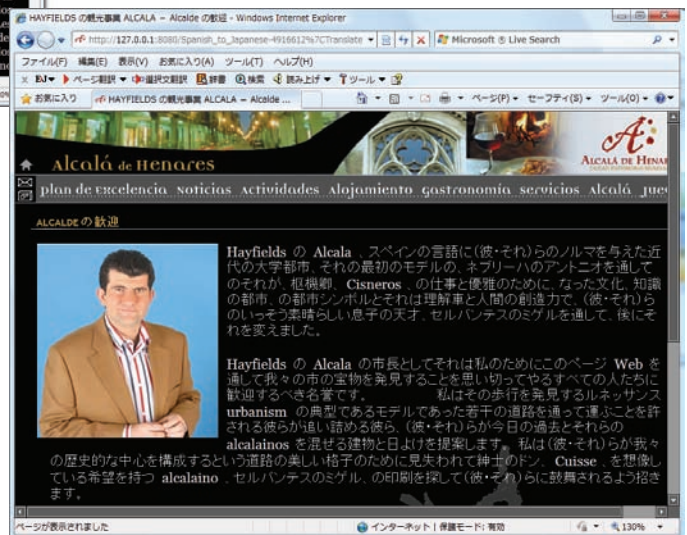 los
HAYFIELDS の観光事業 ALCALA – Alcalde の歓迎 - Windows Internet Explorer
http://127.0.0.1:8080/Spanish_to_Japanese-4916612%7CTranslate
Microsoft ® Live Search
ファイル(F) 編集(E) 表示(V) お気に入り(A) ツール(T) ヘルプ(H)
× EJ ページ翻訳 選択文翻訳 辞書 検索 読み上げ ツール
お気に入り HAYFIELDS の観光事業 ALCALA – Alcalde ... ページ(P) セーフティ(S) ツール(O)
Alcalá de Henares
ALCALÁ DE HENAR
plan de Excelencia Noticias Actividades Alojamiento Gastronomía Servicios Alcalá Jueg
ALCALDE の歓迎
Hayfields の Alcala 、スペインの言語に(彼・それ)らのノルマを与えた近
代の大学都市、それの最初のモデルの、ネブリーハのアントニオを通して
のそれが、枢機卿、Cisneros 、の仕事と優雅のために、なった文化、知識
の都市、の都市シンボルとそれは理解車と人間の創造力で、(彼・それ)ら
のいっそう素晴らしい息子の天才、セルバンテスのミゲルを通して、後にそ
れを変えました。
Hayfields の Alcala の市長としてそれは私のためにこのページ Web を
通して我々の市の宝物を発見することを思い切ってやるすべての人たちに
歓迎するべき名誉です。 私はその歩行を発見するルネッサンス
urbanism の典型であるモデルであった若干の道路を通って運ぶことを許
される彼らが追い詰める彼ら、(彼・それ)らが今日の過去とそれらの
alcalainos を混ぜる建物と日よけを提案します。 私は(彼・それ)らが我々
の歴史的な中心を構成するという道路の美しい格子のために見失われて紳士のドン、Cuisse 、を想像し
ている希望を持つ alcalaino 、セルバンテスのミゲル、の印刷を探して(彼・それ)らに鼓舞されるよう招き
ます。
ページが表示されました インターネット | 保護モード: 有効 130%